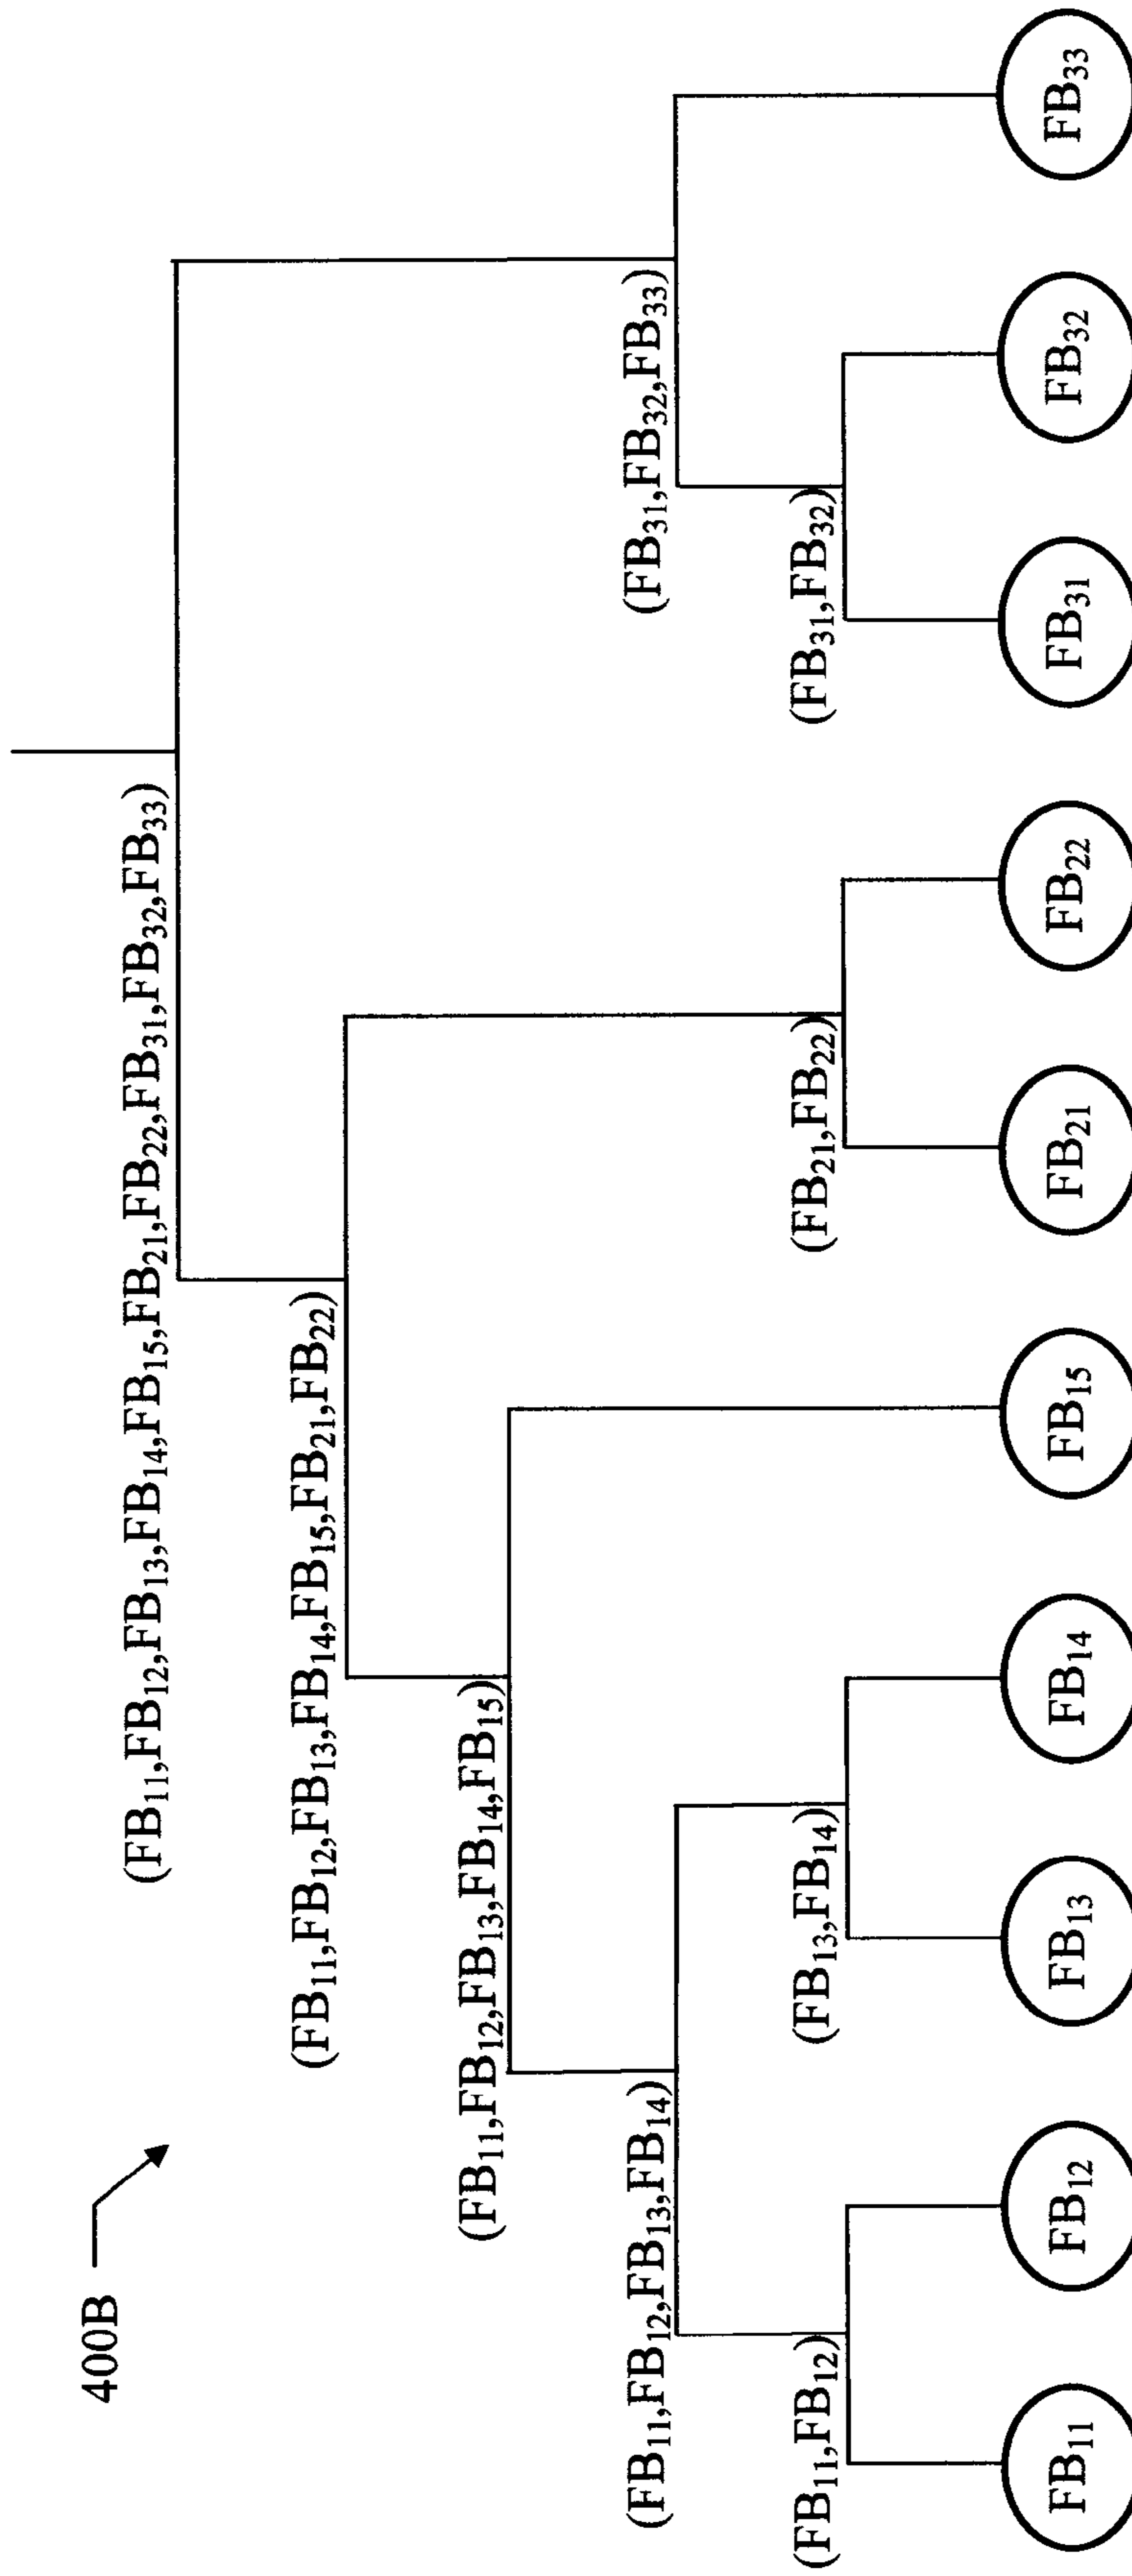 400B
(FB₁₁,FB₁₂,FB₁₃,FB₁₄,FB₁₅,FB₂₁,FB₂₂,FB₃₁,FB₃₂,FB₃₃)
(FB₁₁,FB₁₂,FB₁₃,FB₁₄,FB₁₅,FB₂₁,FB₂₂)
(FB₁₁,FB₁₂,FB₁₃,FB₁₄,FB₁₅)
(FB₁₁,FB₁₂,FB₁₃,FB₁₄)
(FB₃₁,FB₃₂,FB₃₃)
(FB₁₁,FB₁₂)
(FB₁₃,FB₁₄)
(FB₂₁,FB₂₂)
(FB₃₁,FB₃₂)
FB₁₁
FB₁₂
FB₁₃
FB₁₄
FB₁₅
FB₂₁
FB₂₂
FB₃₁
FB₃₂
FB₃₃